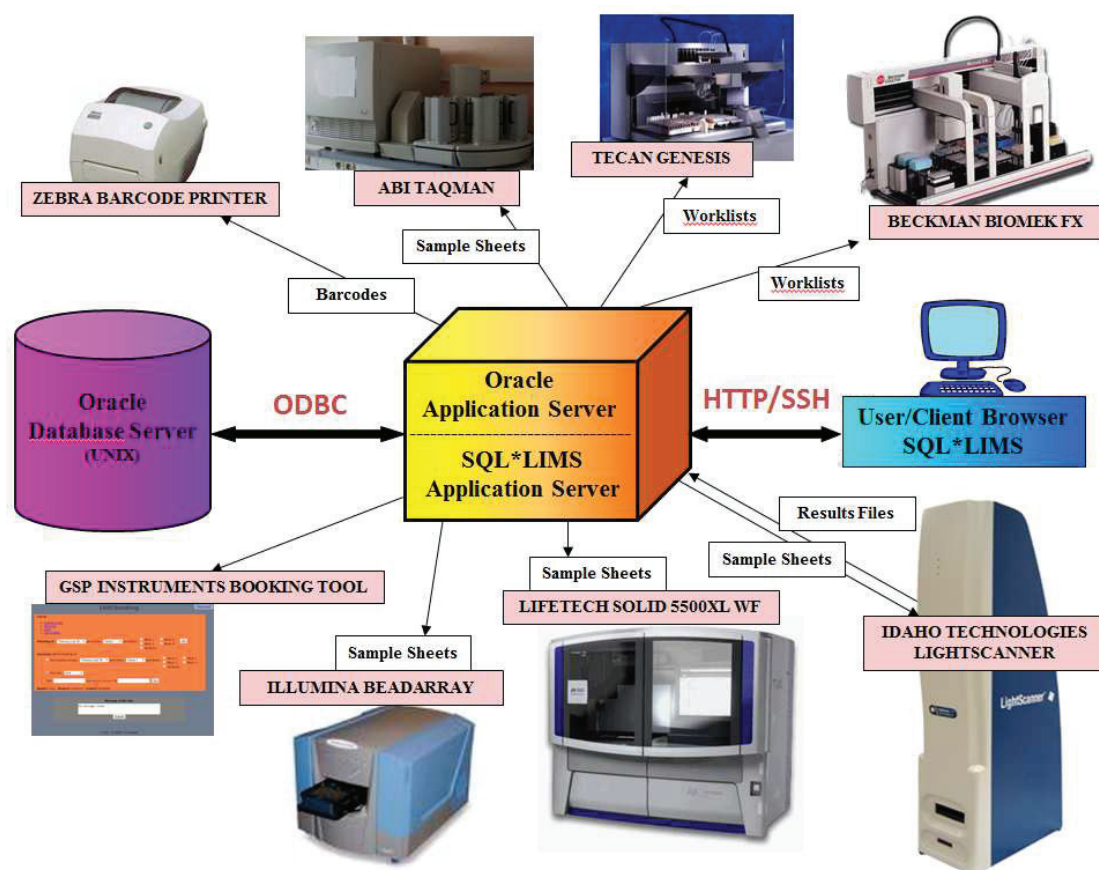 ZEBRA BARCODE PRINTER
ABI TAQMAN
TECAN GENESIS
BECKMAN BIOMEK FX
Barcodes
Sample Sheets
Worklists
Worklists
Oracle
Database Server
(UNIX)
ODBC
Oracle
Application Server
SQL*LIMS
Application Server
HTTP/SSH
User/Client Browser
SQL*LIMS
Results Files
Sample Sheets
GSP INSTRUMENTS BOOKING TOOL
Sample Sheets
ILLUMINA BEADARRAY
Sample Sheets
LIFETECH SOLID 5500XL WF
IDAHO TECHNOLOGIES
LIGHTSCANNER
LightScanner